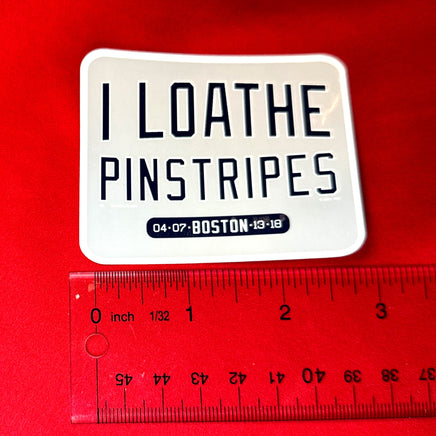 I LOATHE
PINSTRIPES
04·07·BOSTON·13·18
0 inch 1/32 1 2 3
45 44 43 42 41 40 39 38 37